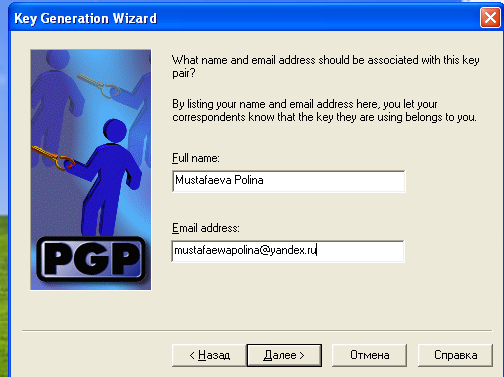 Key Generation Wizard
What name and email address should be associated with this key
pair?
By listing your name and email address here, you let your
correspondents know that the key they are using belongs to you.
Full name:
Mustafaeva Polina
Email address:
mustafaewapolina@yandex.ru
PGP
< Назад Далее > Отмена Справка